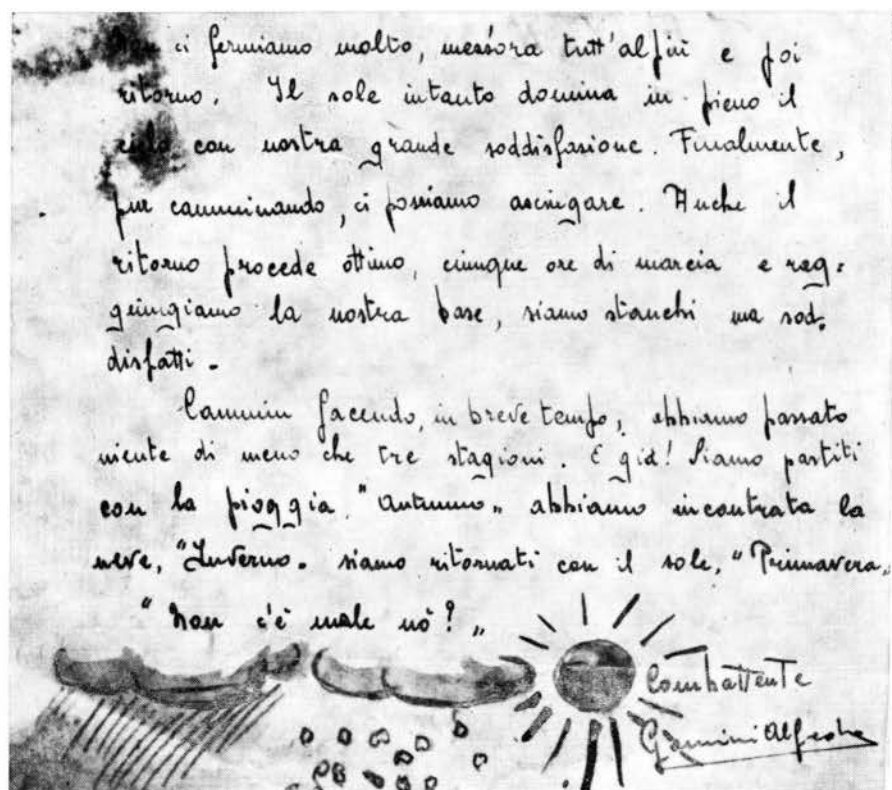 Non ci fermiamo molto, mezz'ora tutt'al più e poi
ritorno. Il sole intanto domina in pieno il
cielo con nostra grande soddisfazione. Finalmente,
pur camminando, ci possiamo asciugare. Anche il
ritorno procede ottimo, cinque ore di marcia e rag-
giungiamo la nostra base, siamo stanchi ma sod-
disfatti.
Cammin facendo, in breve tempo, abbiamo passato
niente di meno che tre stagioni. E già! Siamo partiti
con la pioggia, "Autunno" abbiamo incontrata la
neve, "Inverno" siamo ritornati con il sole, "Primavera"
"Non c'è male nò?"
Combattente
Alfredo